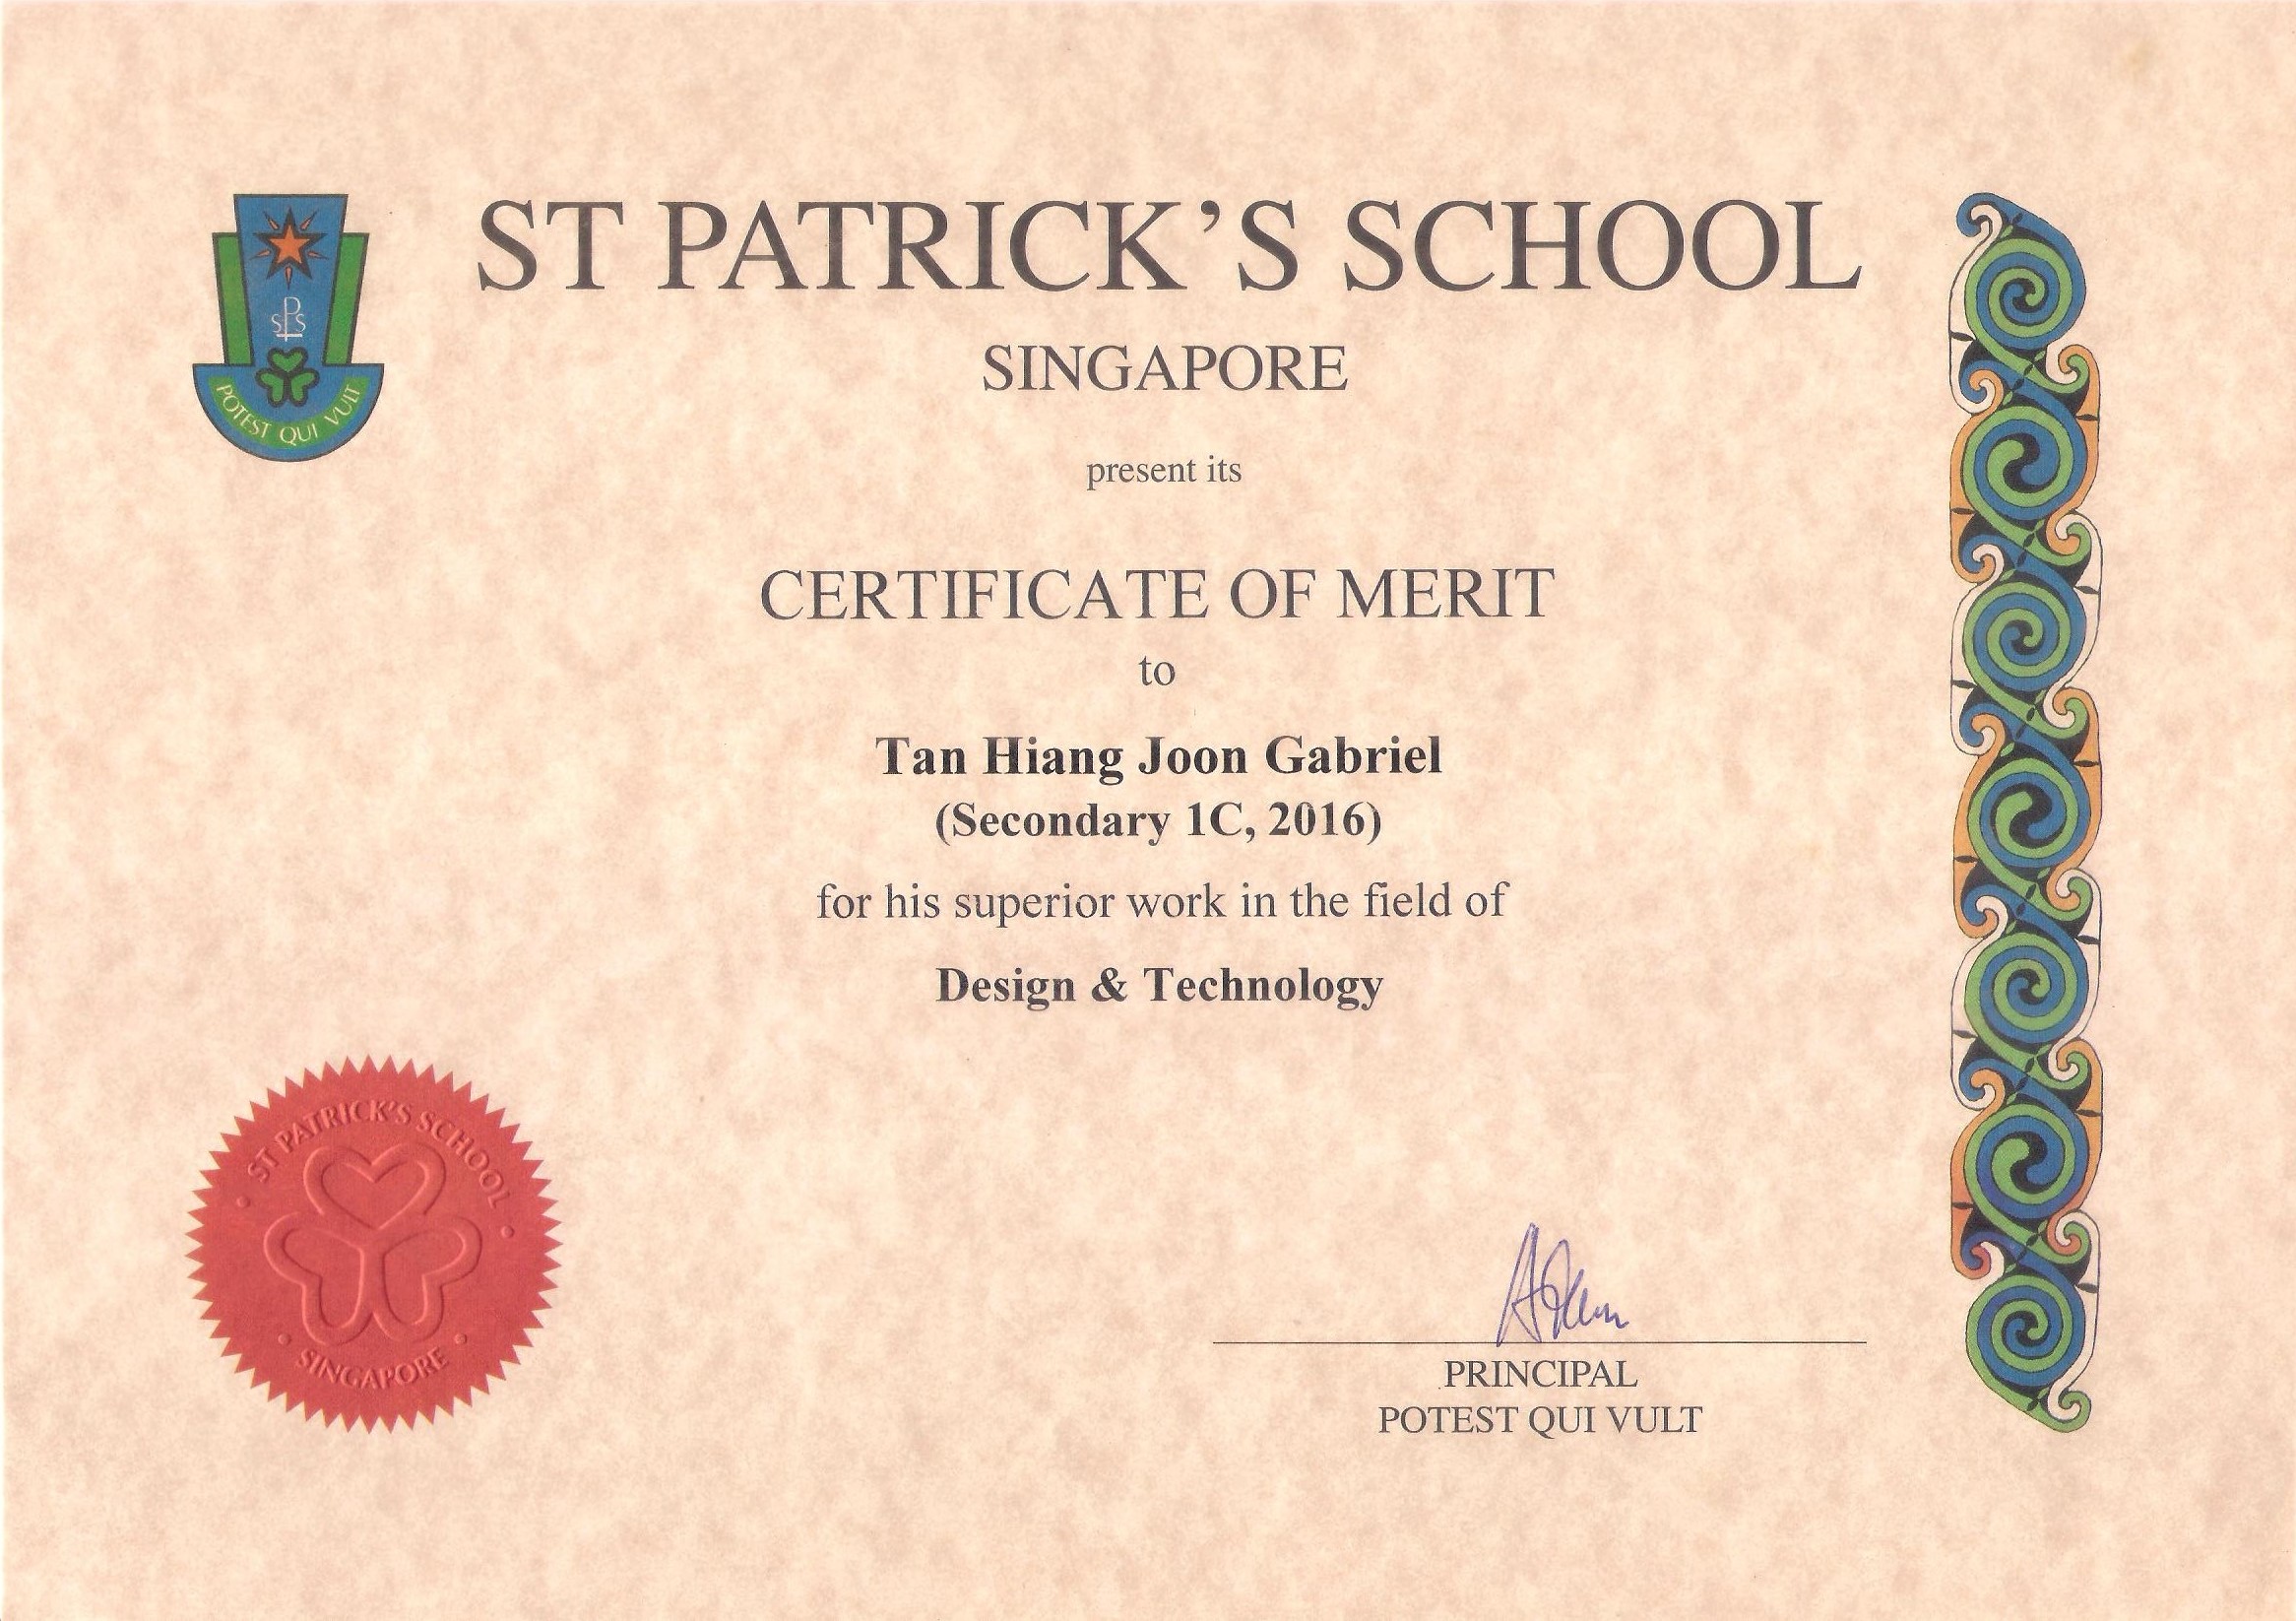 ST PATRICK'S SCHOOL
SINGAPORE
present its
CERTIFICATE OF MERIT
to
Tan Hiang Joon Gabriel
(Secondary 1C, 2016)
for his superior work in the field of
Design & Technology
SPS
POTEST QUI VULT
ST PATRICK'S SCHOOL
SINGAPORE
PRINCIPAL
POTEST QUI VULT